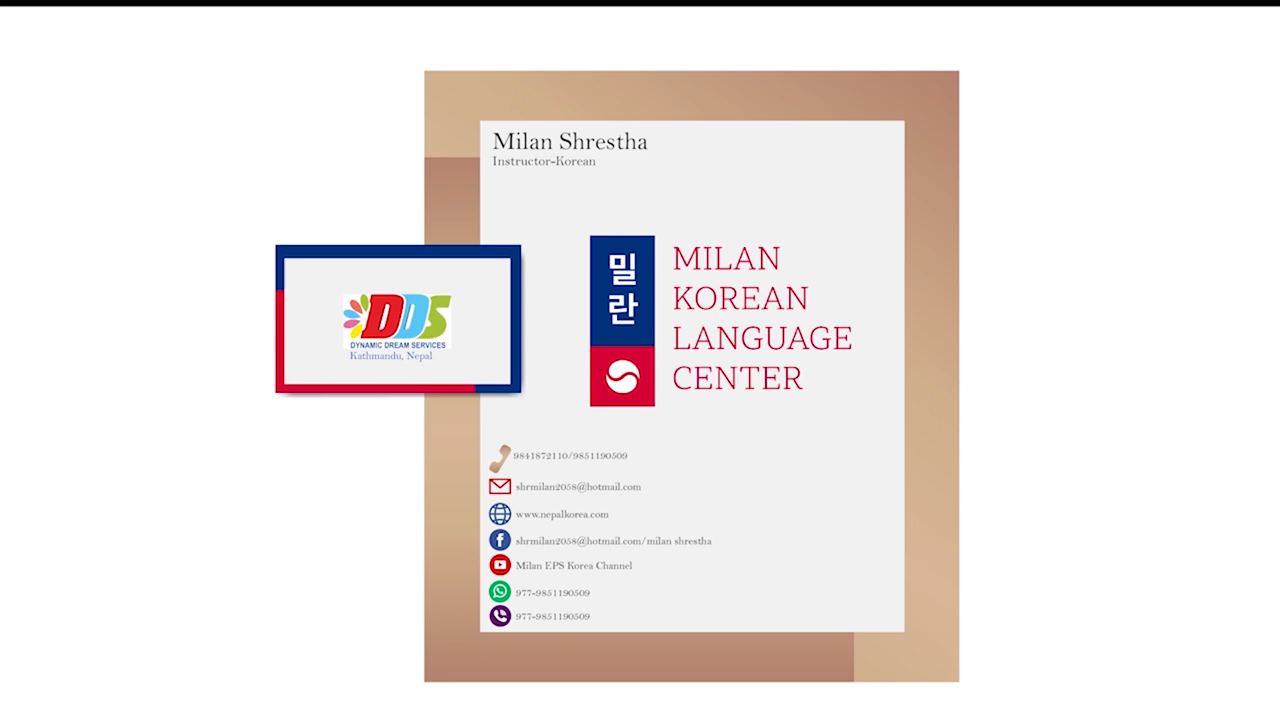 Milan Shrestha
Instructor-Korean
DDS
DYNAMIC DREAM SERVICES
Kathmandu, Nepal
밀란
MILAN
KOREAN
LANGUAGE
CENTER
9841872110/9851190509
shrmilan2058@hotmail.com
www.nepalkorea.com
shrmilan2058@hotmail.com/milan shrestha
Milan EPS Korea Channel
977-9851190509
977-9851190509